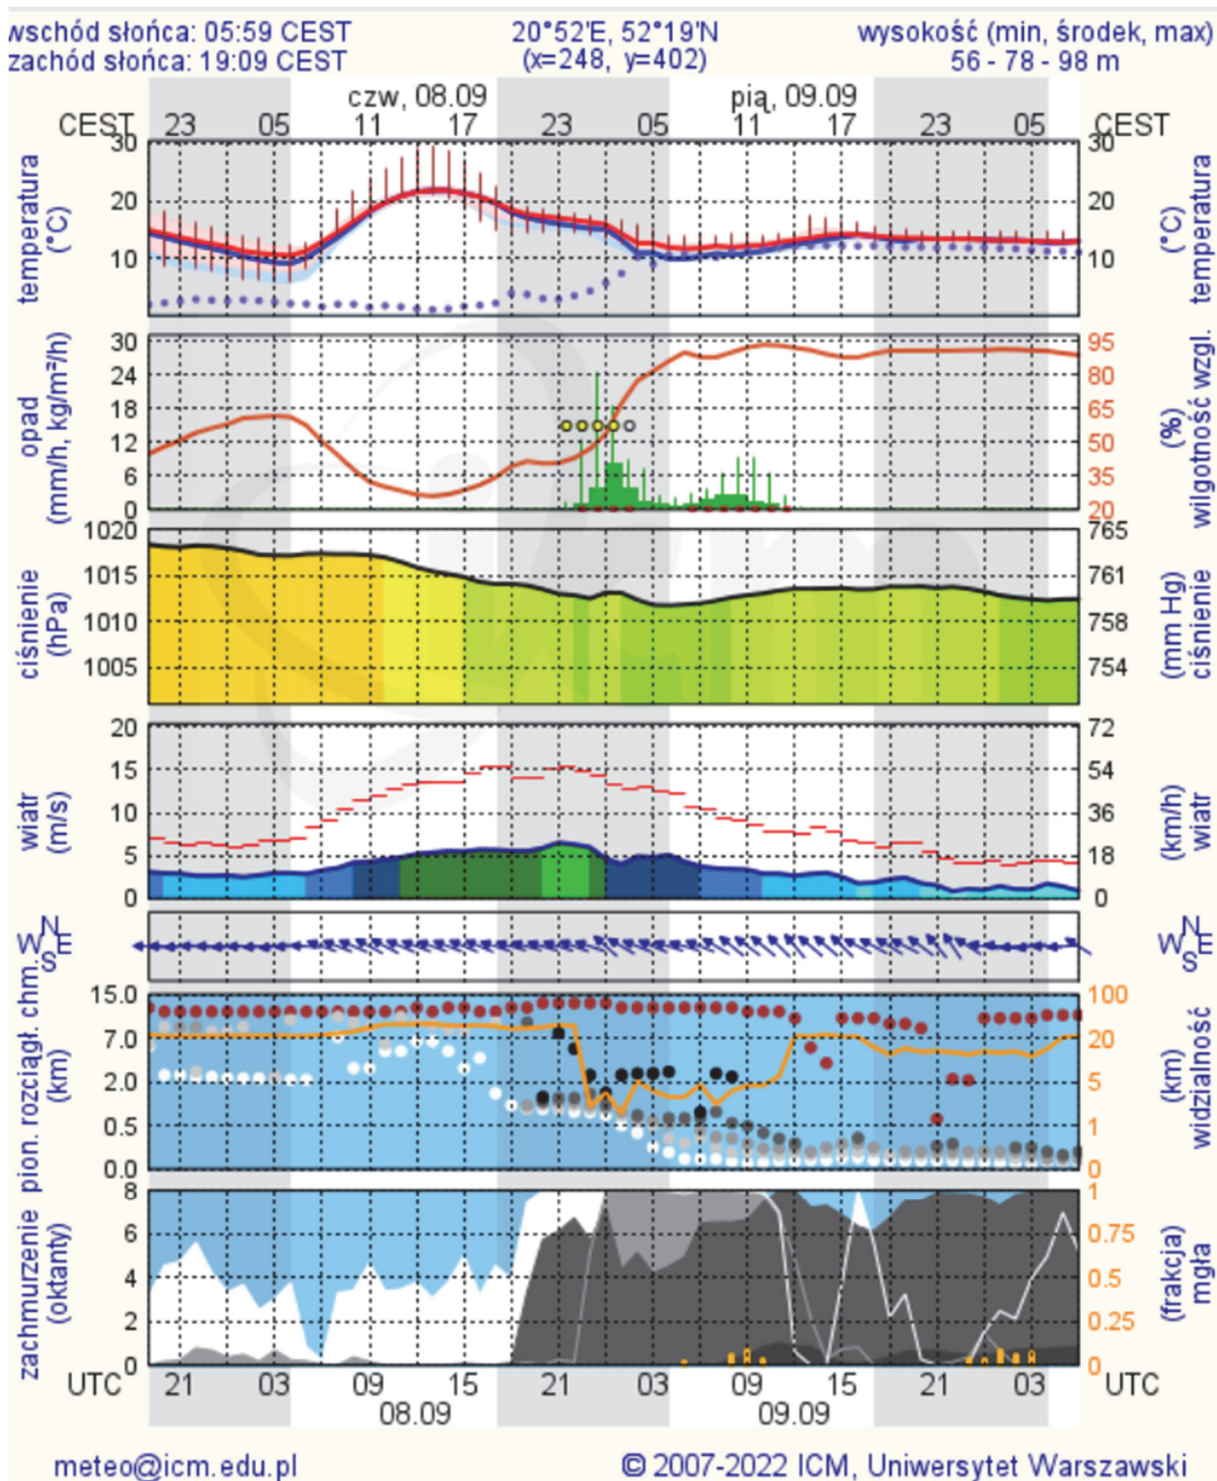 wschód słońca: 05:59 CEST 20°52'E, 52°19'N wysokość (min, środek, max)
zachód słońca: 19:09 CEST (x=248, y=402) 56 - 78 - 98 m
czw, 08.09 pią, 09.09
CEST 23 05 11 17 23 05 11 17 23 05 CEST
temperatura
(°C)
30
20
10
30
20
10
(°C)
temperatura
opad
(mm/h, kg/m²/h)
30
24
18
12
6
0
95
80
65
50
35
20
(%)
wilgotność wzgl.
ciśnienie
(hPa)
1020
1015
1010
1005
765
761
758
754
(mm Hg)
ciśnienie
wiatr
(m/s)
20
15
10
5
0
72
54
36
18
0
(km/h)
wiatr
N
W E
S
N
W E
S
pion. rozciągł. chm.
(km)
15.0
7.0
2.0
0.5
0.0
100
20
5
1
0
(km)
widzialność
zachmurzenie
(oktanty)
8
6
4
2
0
1
0.75
0.5
0.25
0
(frakcja)
mgła
UTC 21 03 09 15 21 03 09 15 21 03 UTC
08.09 09.09
meteo@icm.edu.pl © 2007-2022 ICM, Uniwersytet Warszawski